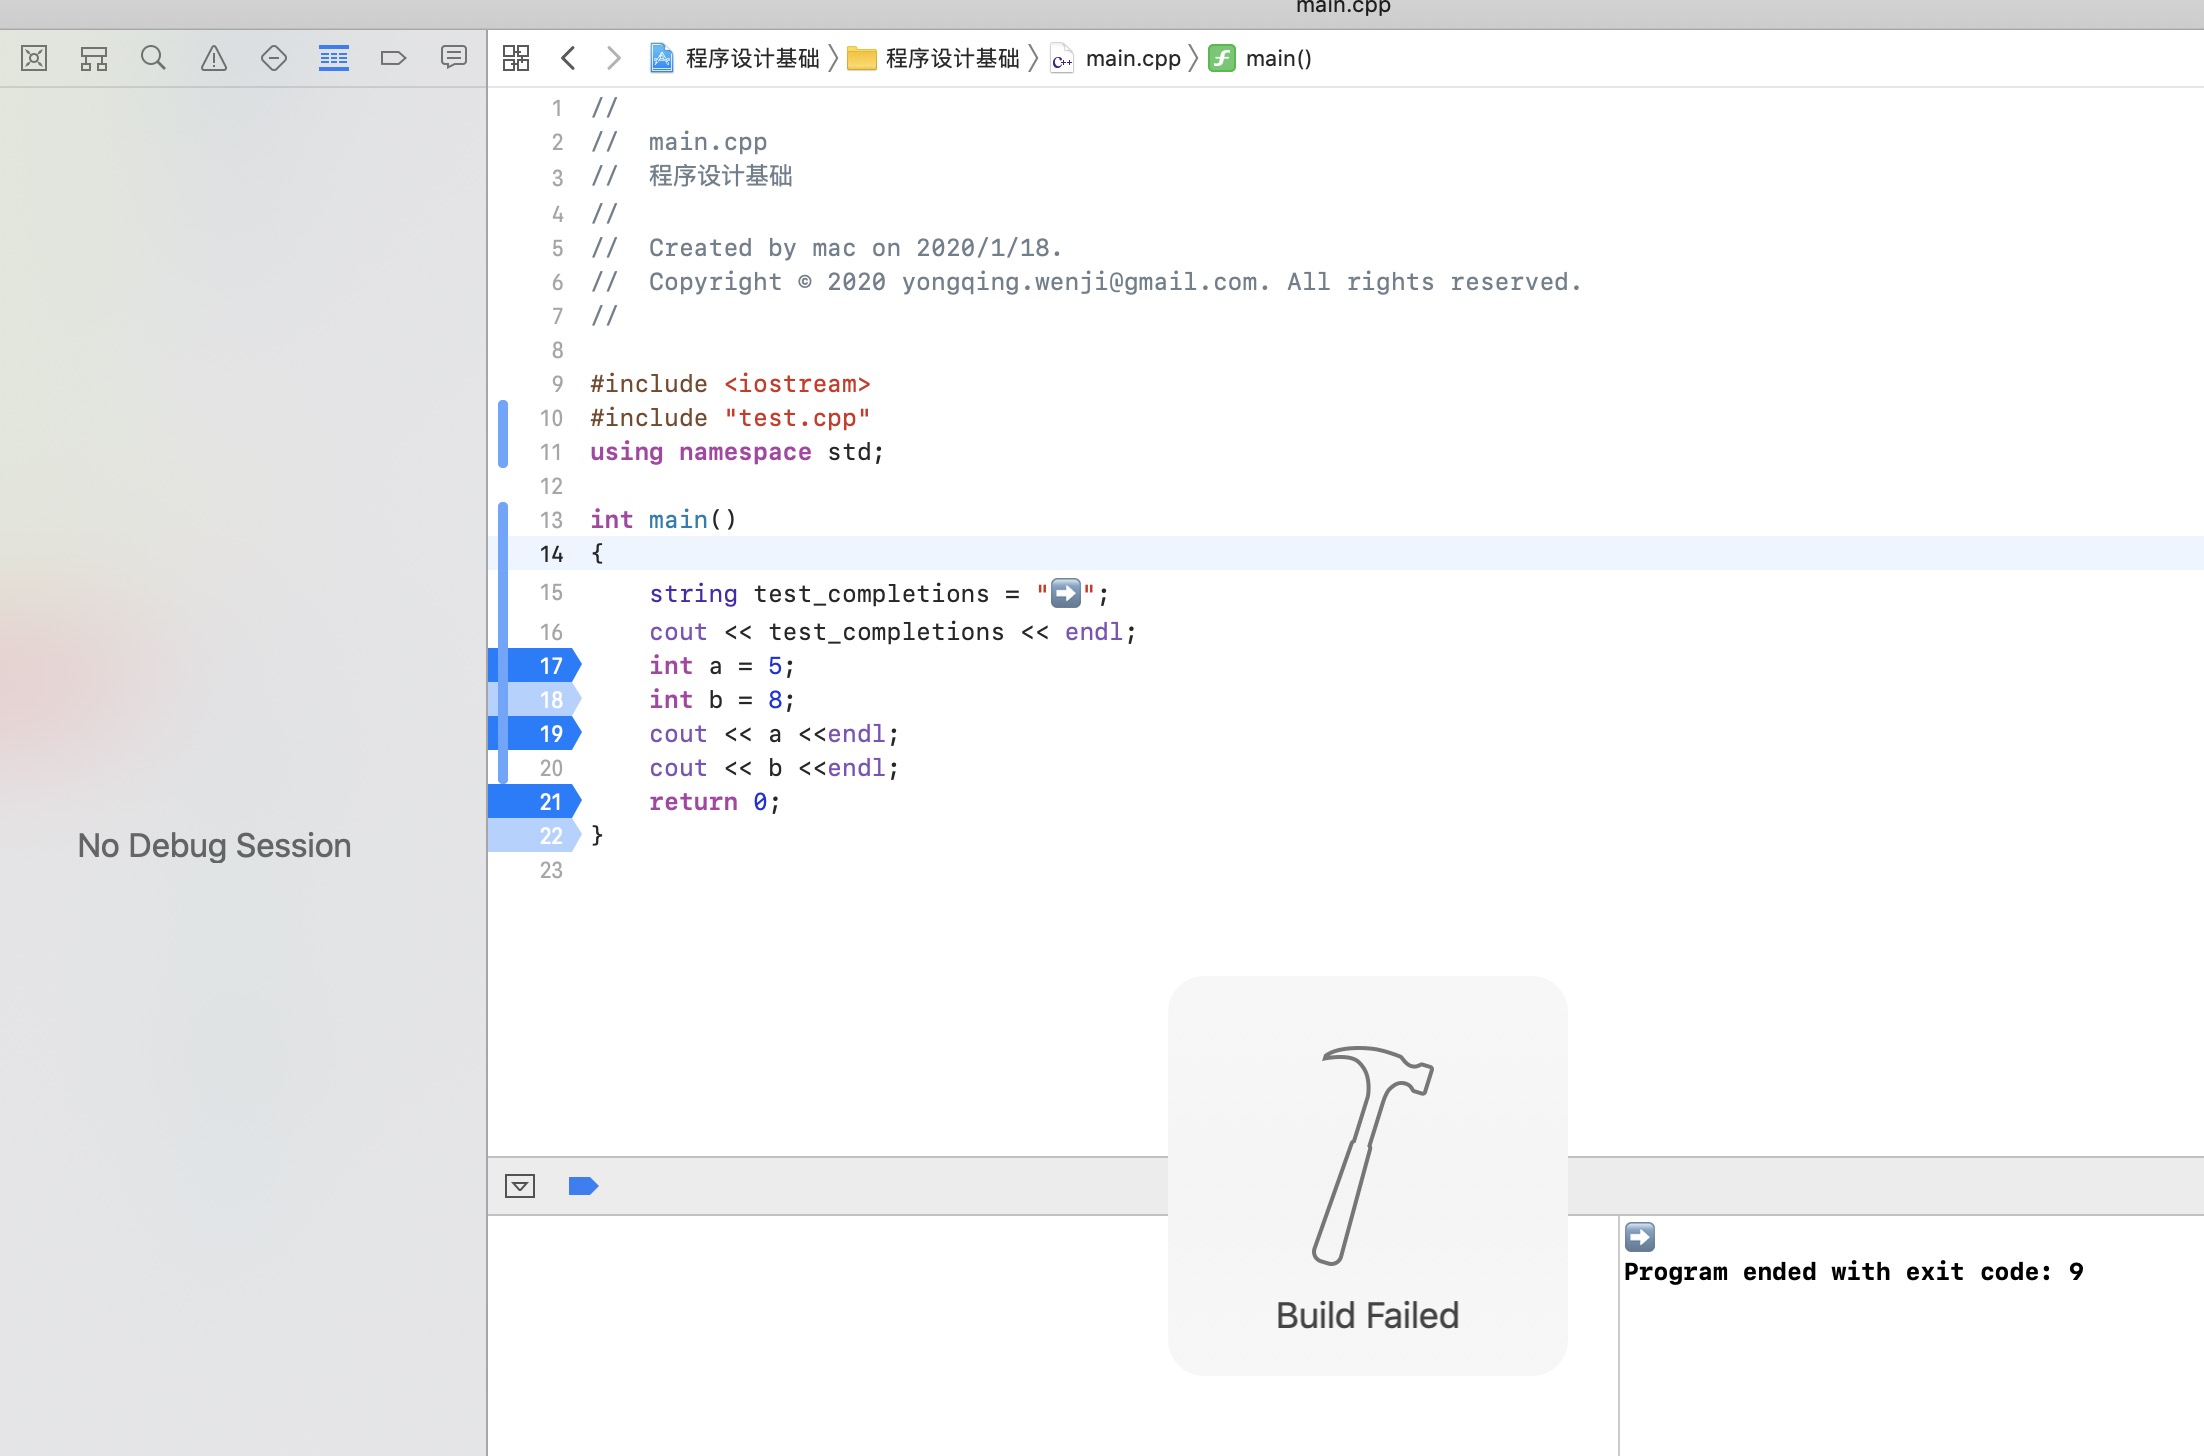 main.cpp
程序设计基础 〉 程序设计基础 〉 main.cpp 〉 main()
1 //
2 //  main.cpp
3 //  程序设计基础
4 //
5 //  Created by mac on 2020/1/18.
6 //  Copyright © 2020 yongqing.wenji@gmail.com. All rights reserved.
7 //
8
9 #include <iostream>
10 #include "test.cpp"
11 using namespace std;
12
13 int main()
14 {
15     string test_completions = "➡️";
16     cout << test_completions << endl;
17     int a = 5;
18     int b = 8;
19     cout << a <<endl;
20     cout << b <<endl;
21     return 0;
22 }
23
No Debug Session
Build Failed
➡️
Program ended with exit code: 9